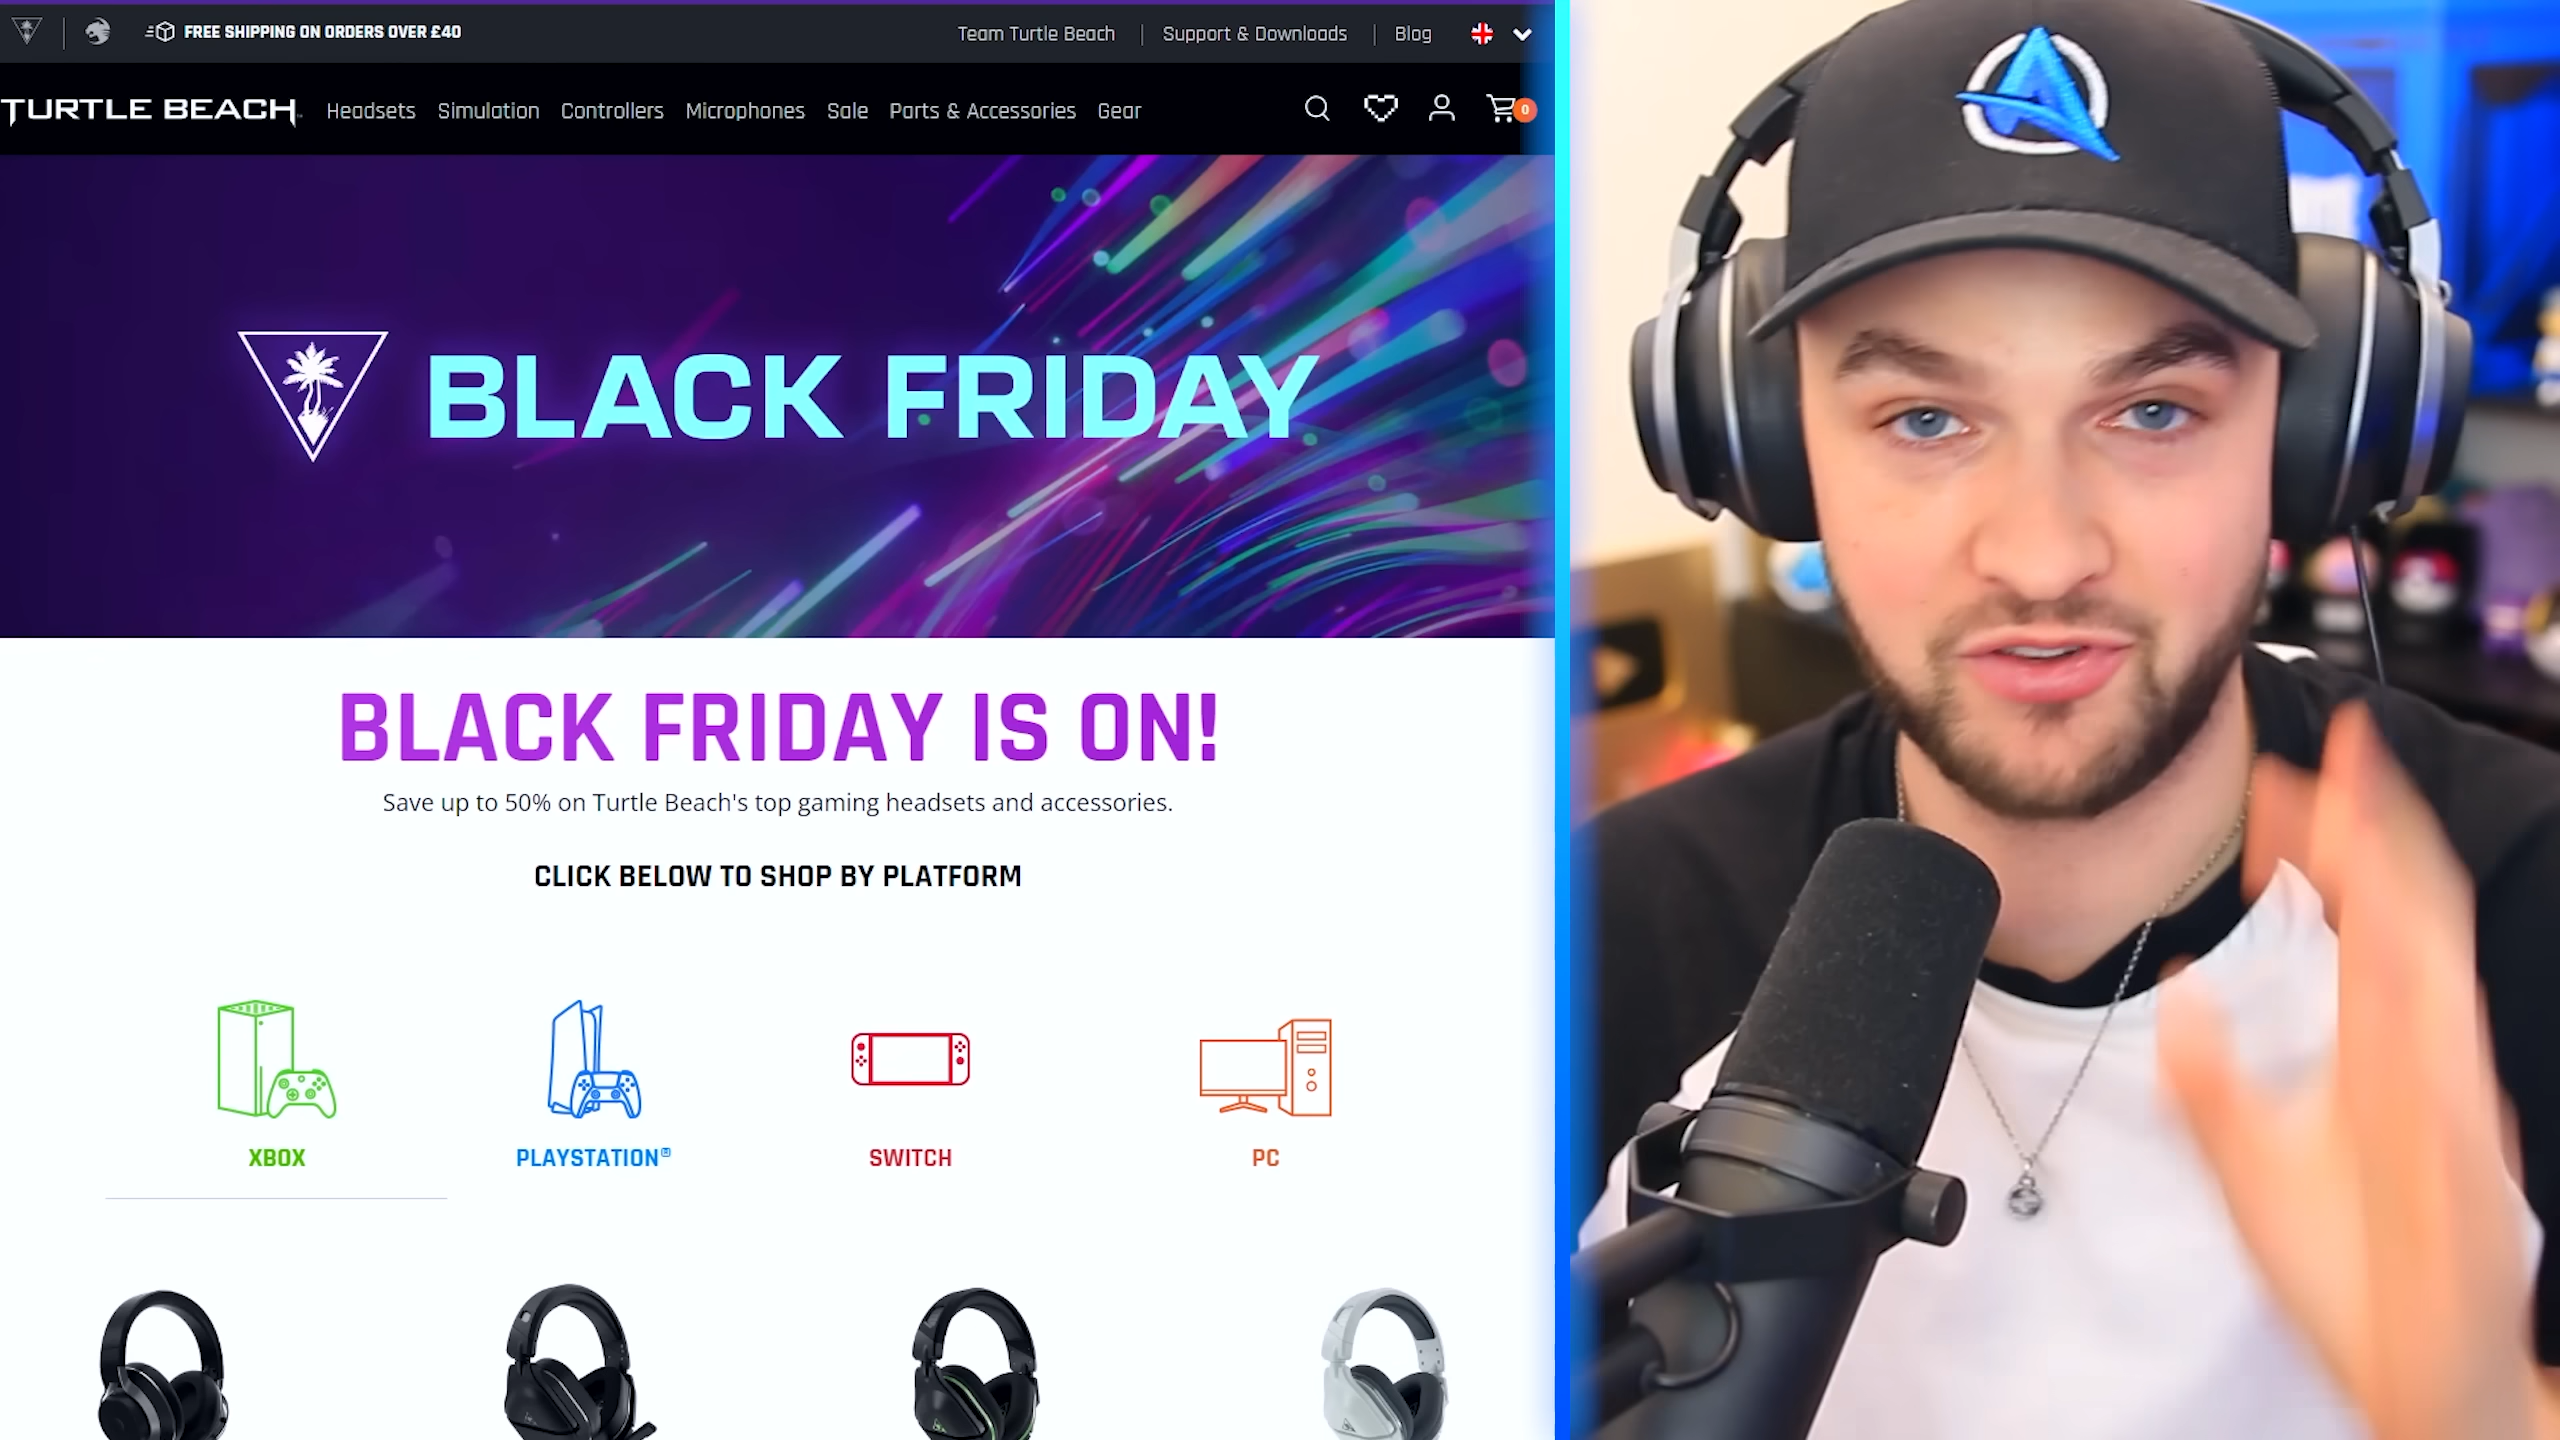 FREE SHIPPING ON ORDERS OVER £40
Team Turtle Beach | Support & Downloads | Blog
TURTLE BEACH
Headsets Simulation Controllers Microphones Sale Parts & Accessories Gear
0
BLACK FRIDAY
BLACK FRIDAY IS ON!
Save up to 50% on Turtle Beach's top gaming headsets and accessories.
CLICK BELOW TO SHOP BY PLATFORM
XBOX PLAYSTATION® SWITCH PC